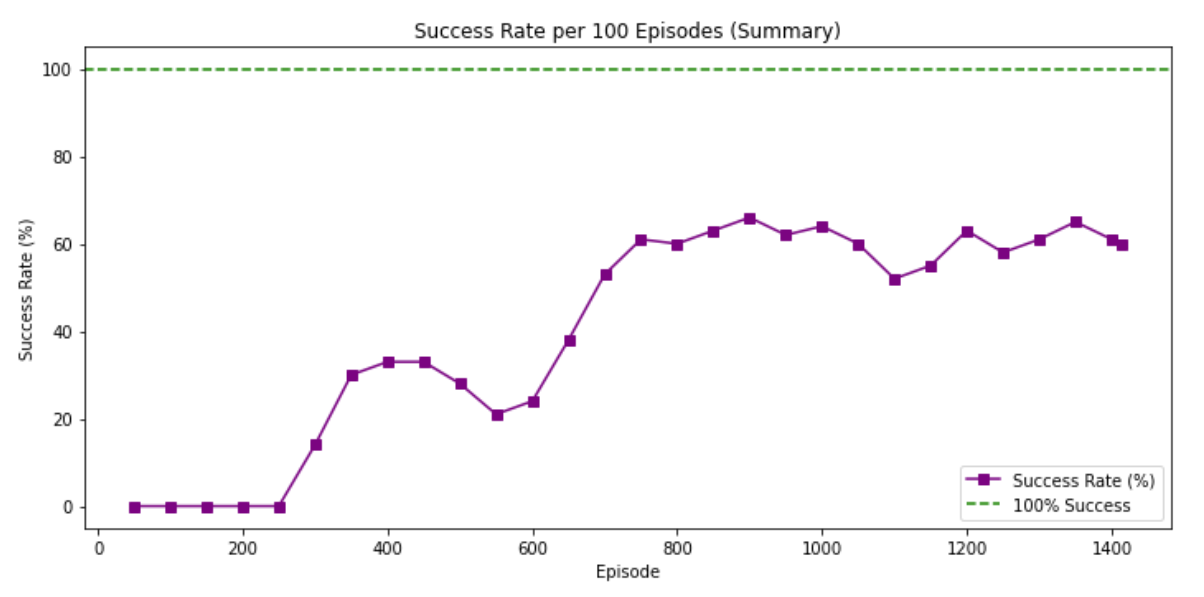 Success Rate per 100 Episodes (Summary)
100
80
60
40
20
0
Success Rate (%)
Success Rate (%)
100% Success
0 200 400 600 800 1000 1200 1400
Episode